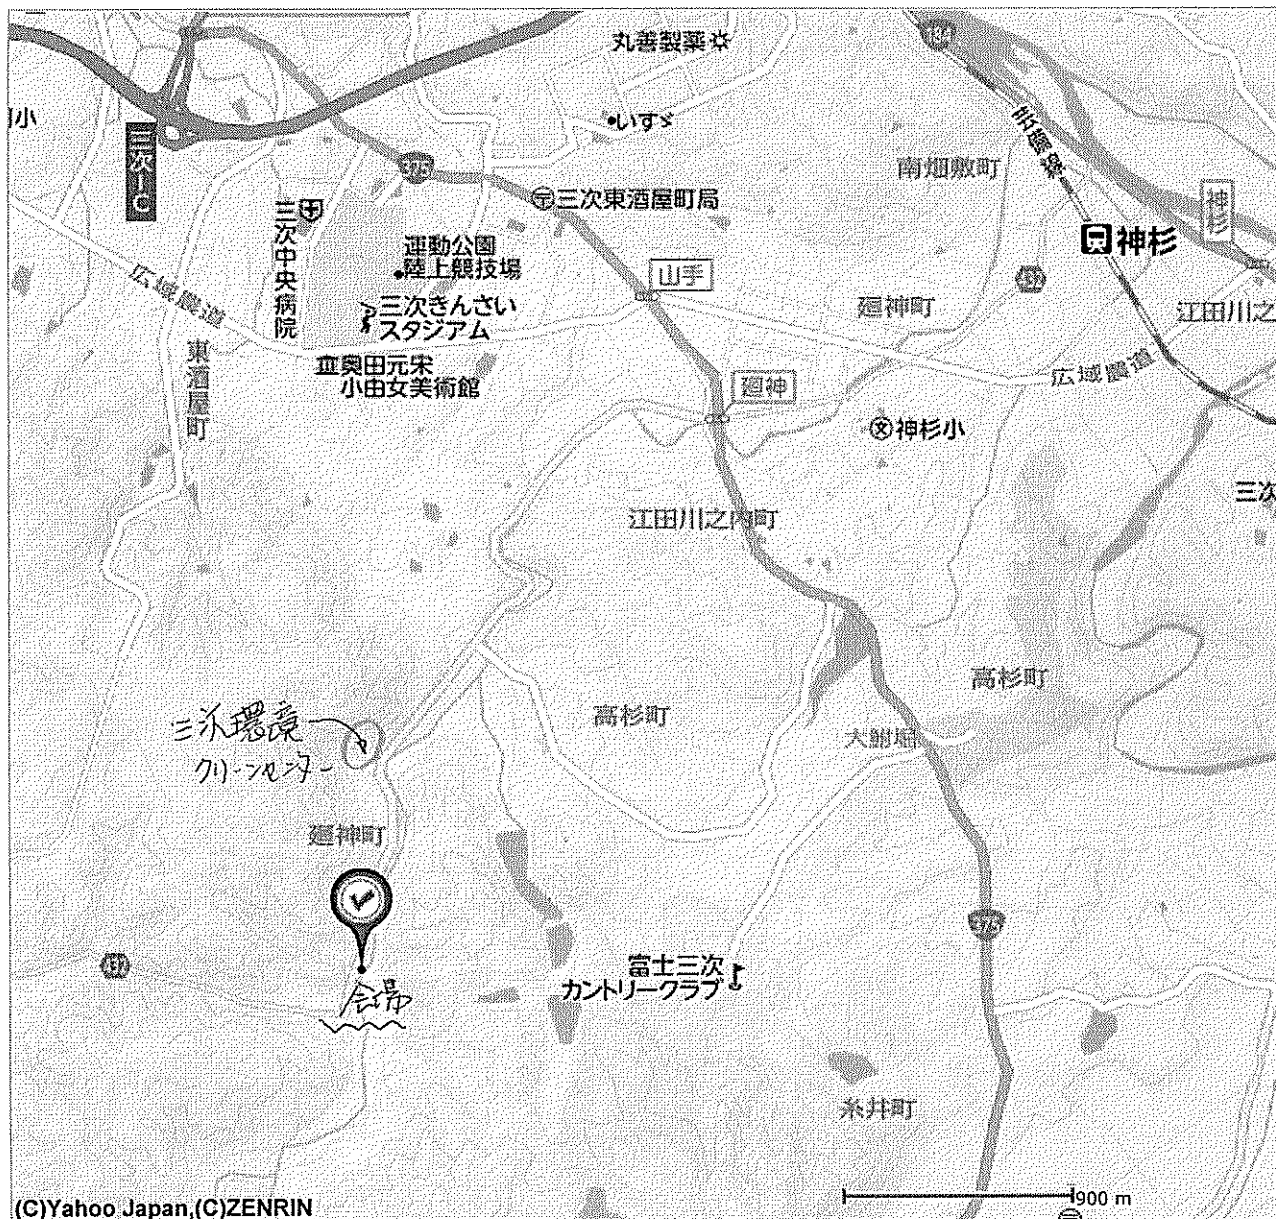 丸善製薬
184
いすゞ
三次IC
375
南畑敷町
芸備線
三次東酒屋町局
三次中央病院
運動公園
陸上競技場
神杉
神杉
山手
広域農道
三次きんさい
スタジアム
廻神町
江田川之
奥田元宋
小由女美術館
東酒屋町
広域農道
廻神
神杉小
三次
江田川之内町
高杉町
高杉町
三次環境
クリーンセンター
廻神町
375
会場
富士三次
カントリークラブ
糸井町
(C)Yahoo Japan,(C)ZENRIN
900 m